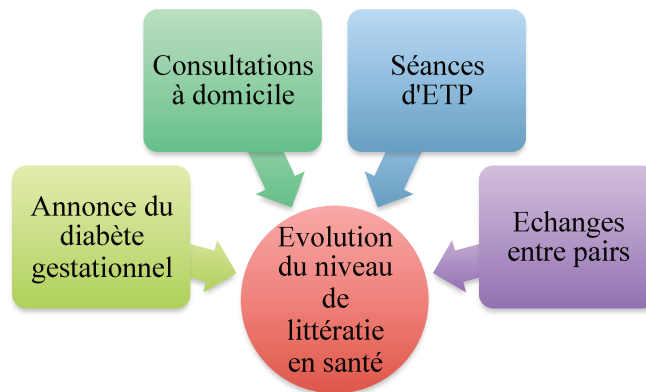 Consultations
à domicile
Séances
d'ETP
Annonce du
diabète
gestationnel
Evolution
du niveau
de
littératie
en santé
Echanges
entre pairs